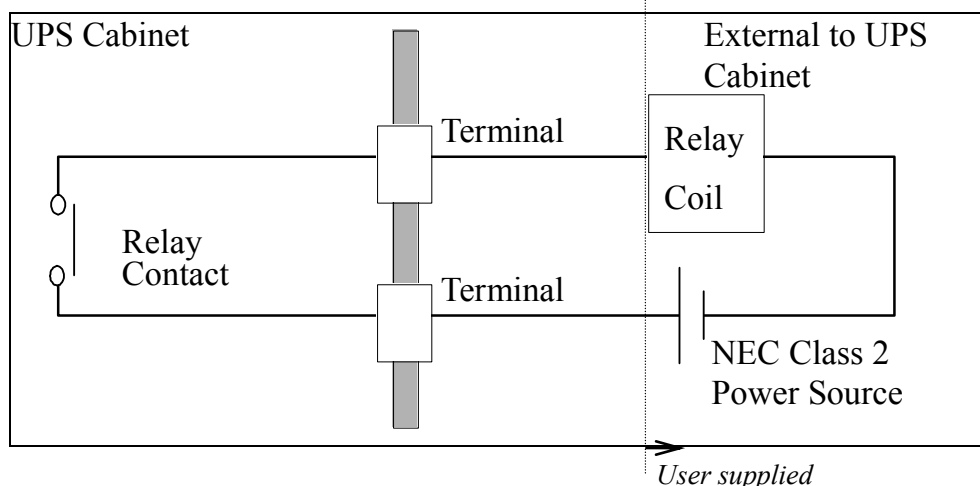 UPS Cabinet
External to UPS
Cabinet
Terminal
Relay
Coil
Relay
Contact
Terminal
NEC Class 2
Power Source
User supplied